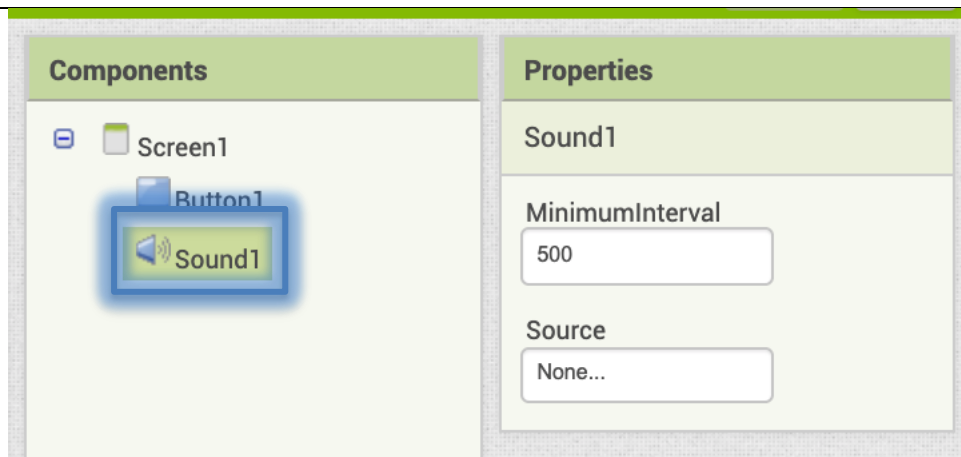 Components
Screen1
Button1
Sound1
Properties
Sound1
MinimumInterval
500
Source
None...